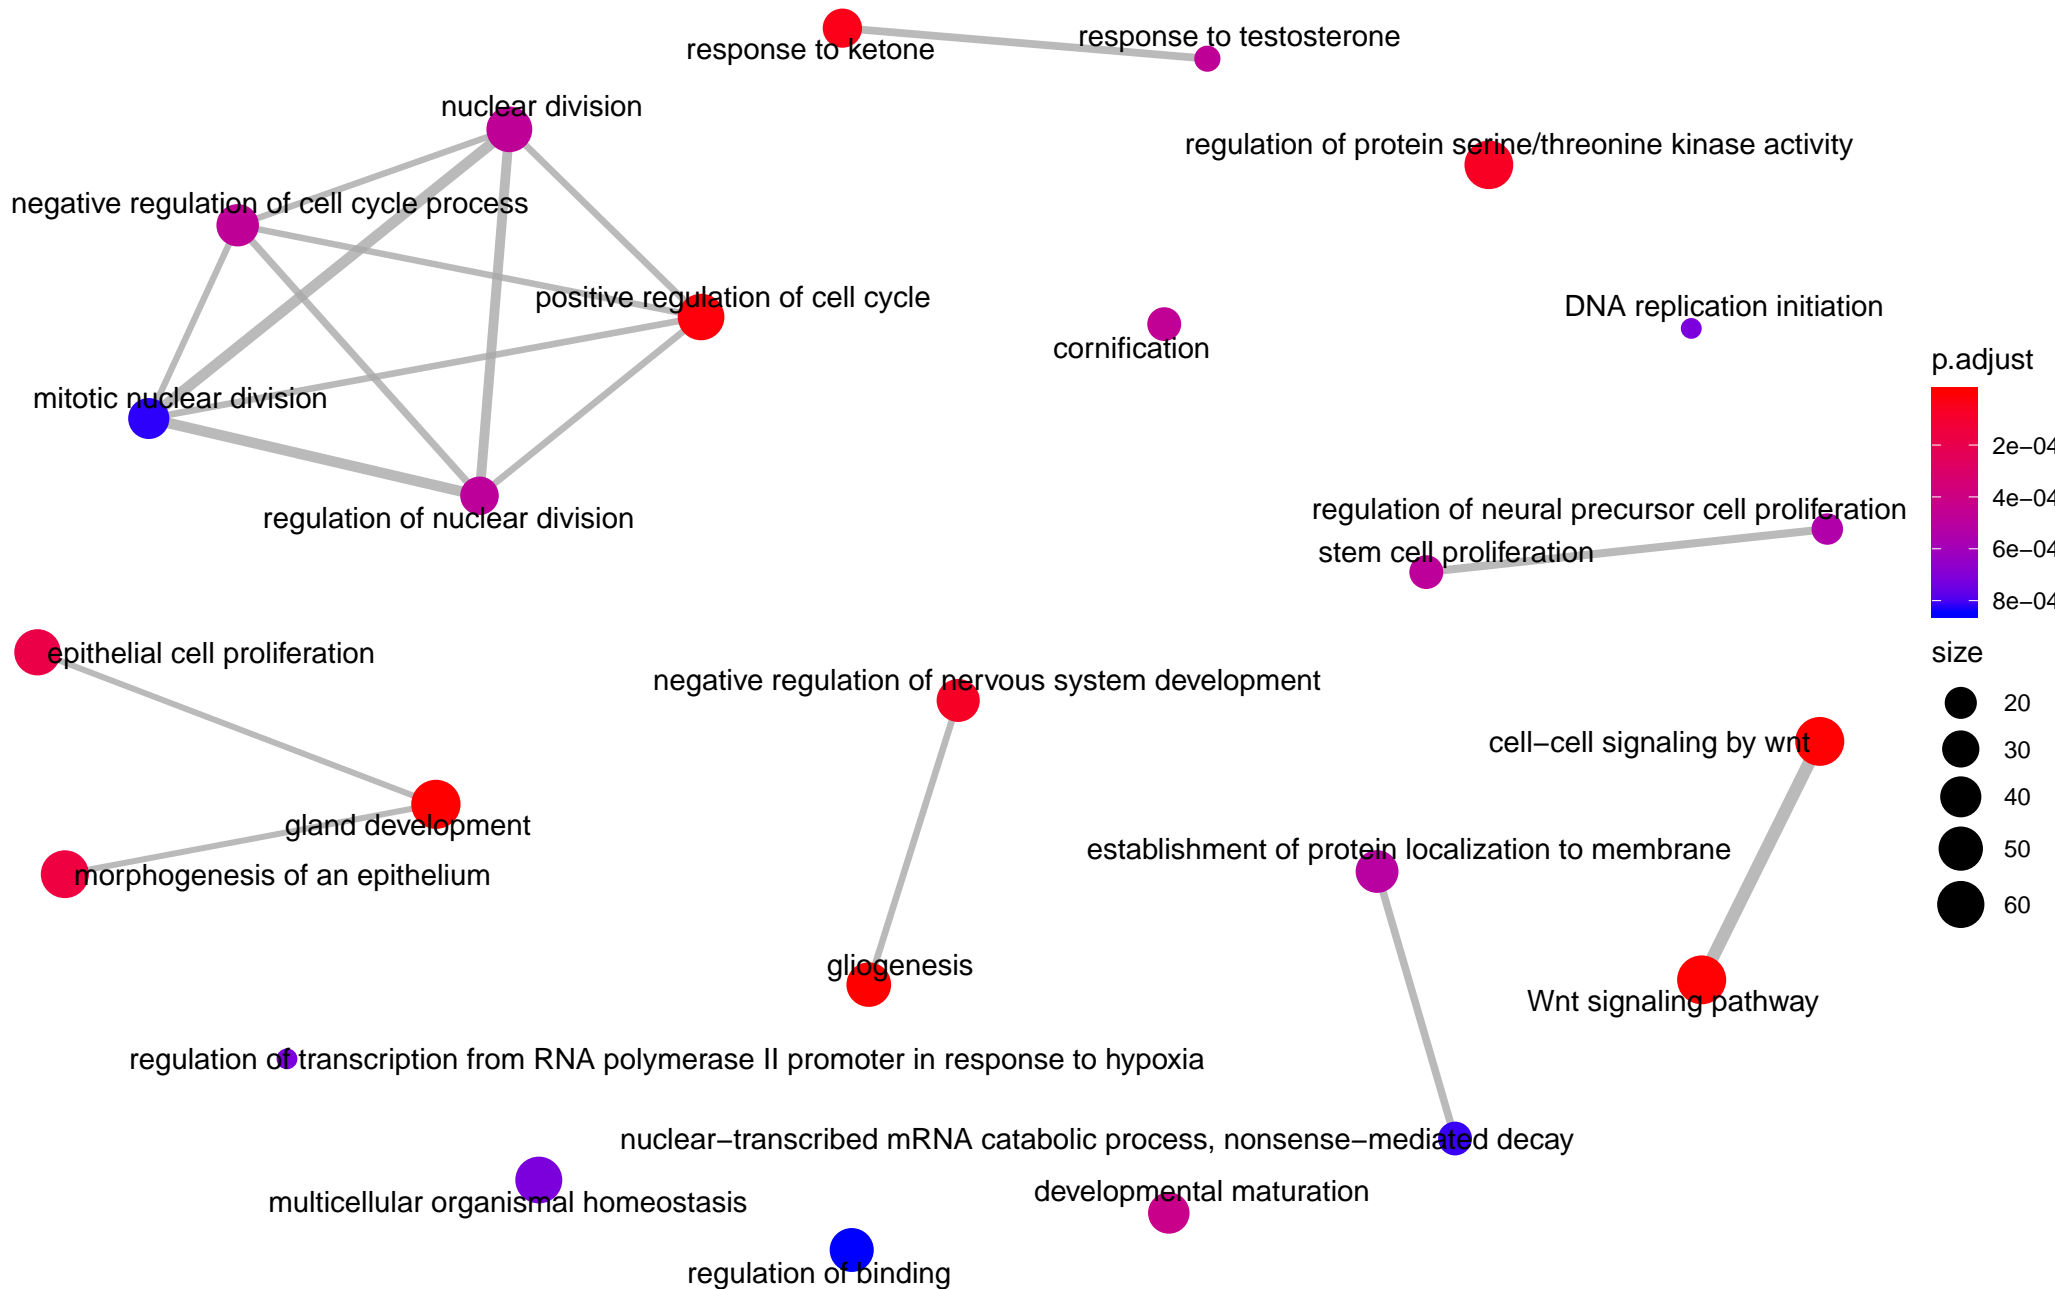 response to testosterone
response to ketone
nuclear division
regulation of protein serine/threonine kinase activity
negative regulation of cell cycle process
positive regulation of cell cycle
DNA replication initiation
cornification
p.adjust
2e−04
4e−04
6e−04
8e−04
mitotic nuclear division
regulation of nuclear division
regulation of neural precursor cell proliferation
stem cell proliferation
epithelial cell proliferation
size
20
30
40
50
60
negative regulation of nervous system development
cell−cell signaling by wnt
gland development
establishment of protein localization to membrane
morphogenesis of an epithelium
gliogenesis
Wnt signaling pathway
regulation of transcription from RNA polymerase II promoter in response to hypoxia
nuclear−transcribed mRNA catabolic process, nonsense−mediated decay
developmental maturation
multicellular organismal homeostasis
regulation of binding